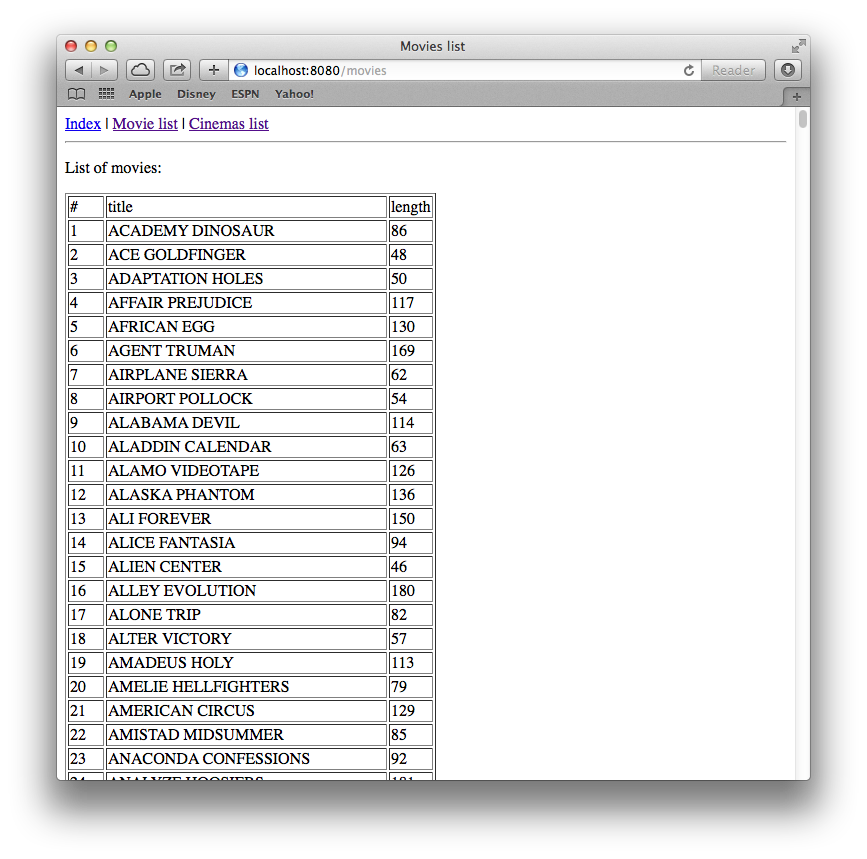 Movies list
localhost:8080/movies Reader
Apple Disney ESPN Yahoo!
Index | Movie list | Cinemas list
List of movies:
# title length
1 ACADEMY DINOSAUR 86
2 ACE GOLDFINGER 48
3 ADAPTATION HOLES 50
4 AFFAIR PREJUDICE 117
5 AFRICAN EGG 130
6 AGENT TRUMAN 169
7 AIRPLANE SIERRA 62
8 AIRPORT POLLOCK 54
9 ALABAMA DEVIL 114
10 ALADDIN CALENDAR 63
11 ALAMO VIDEOTAPE 126
12 ALASKA PHANTOM 136
13 ALI FOREVER 150
14 ALICE FANTASIA 94
15 ALIEN CENTER 46
16 ALLEY EVOLUTION 180
17 ALONE TRIP 82
18 ALTER VICTORY 57
19 AMADEUS HOLY 113
20 AMELIE HELLFIGHTERS 79
21 AMERICAN CIRCUS 129
22 AMISTAD MIDSUMMER 85
23 ANACONDA CONFESSIONS 92